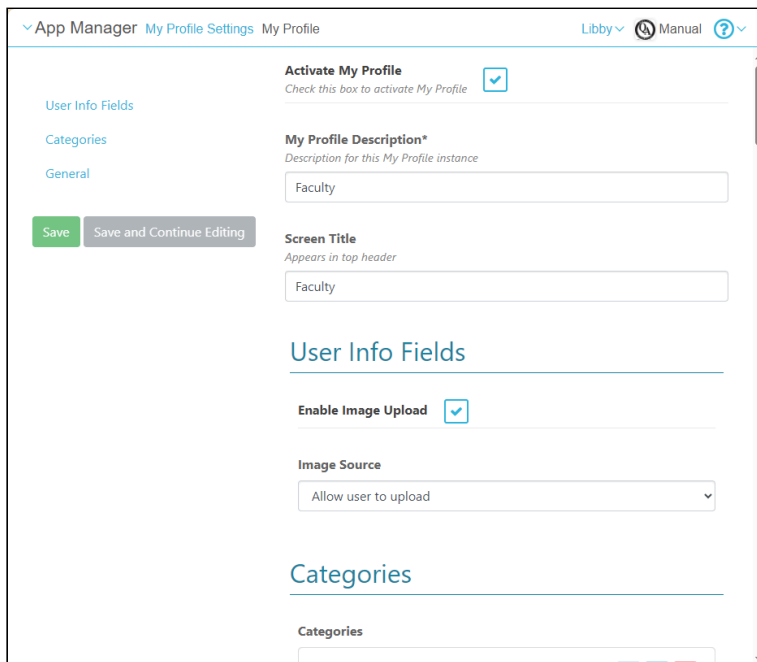 App Manager My Profile Settings My Profile Libby QA Manual ?
User Info Fields
Categories
General
Save Save and Continue Editing
Activate My Profile
Check this box to activate My Profile
My Profile Description*
Description for this My Profile instance
Faculty
Screen Title
Appears in top header
Faculty
User Info Fields
Enable Image Upload
Image Source
Allow user to upload
Categories
Categories